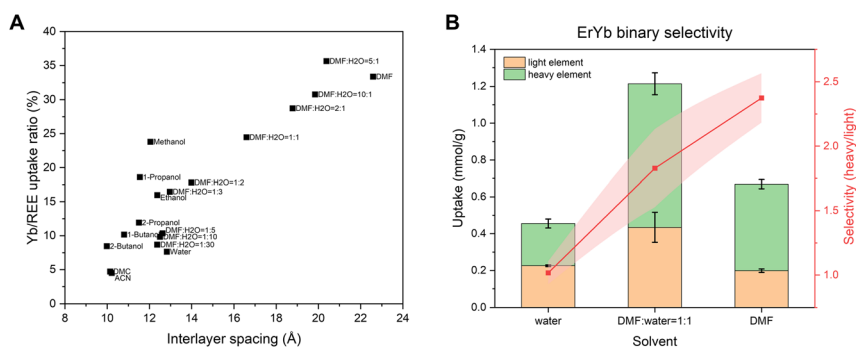 A
Yb/REE uptake ratio (%)
40
35
30
25
20
15
10
5
0
DMF:H2O=5:1
DMF
DMF:H2O=10:1
DMF:H2O=2:1
DMF:H2O=1:1
Methanol
1-Propanol
DMF:H2O=1:2
DMF:H2O=1:3
Ethanol
2-Propanol
DMF:H2O=1:5
1-Butanol
DMF:H2O=1:10
2-Butanol
DMF:H2O=1:30
Water
DMC
ACN
8 10 12 14 16 18 20 22 24
Interlayer spacing (Å)
B
ErYb binary selectivity
light element
heavy element
Uptake (mmol/g)
1.4
1.2
1.0
0.8
0.6
0.4
0.2
0.0
2.5
2.0
1.5
1.0
Selectivity (heavy/light)
water DMF:water=1:1 DMF
Solvent